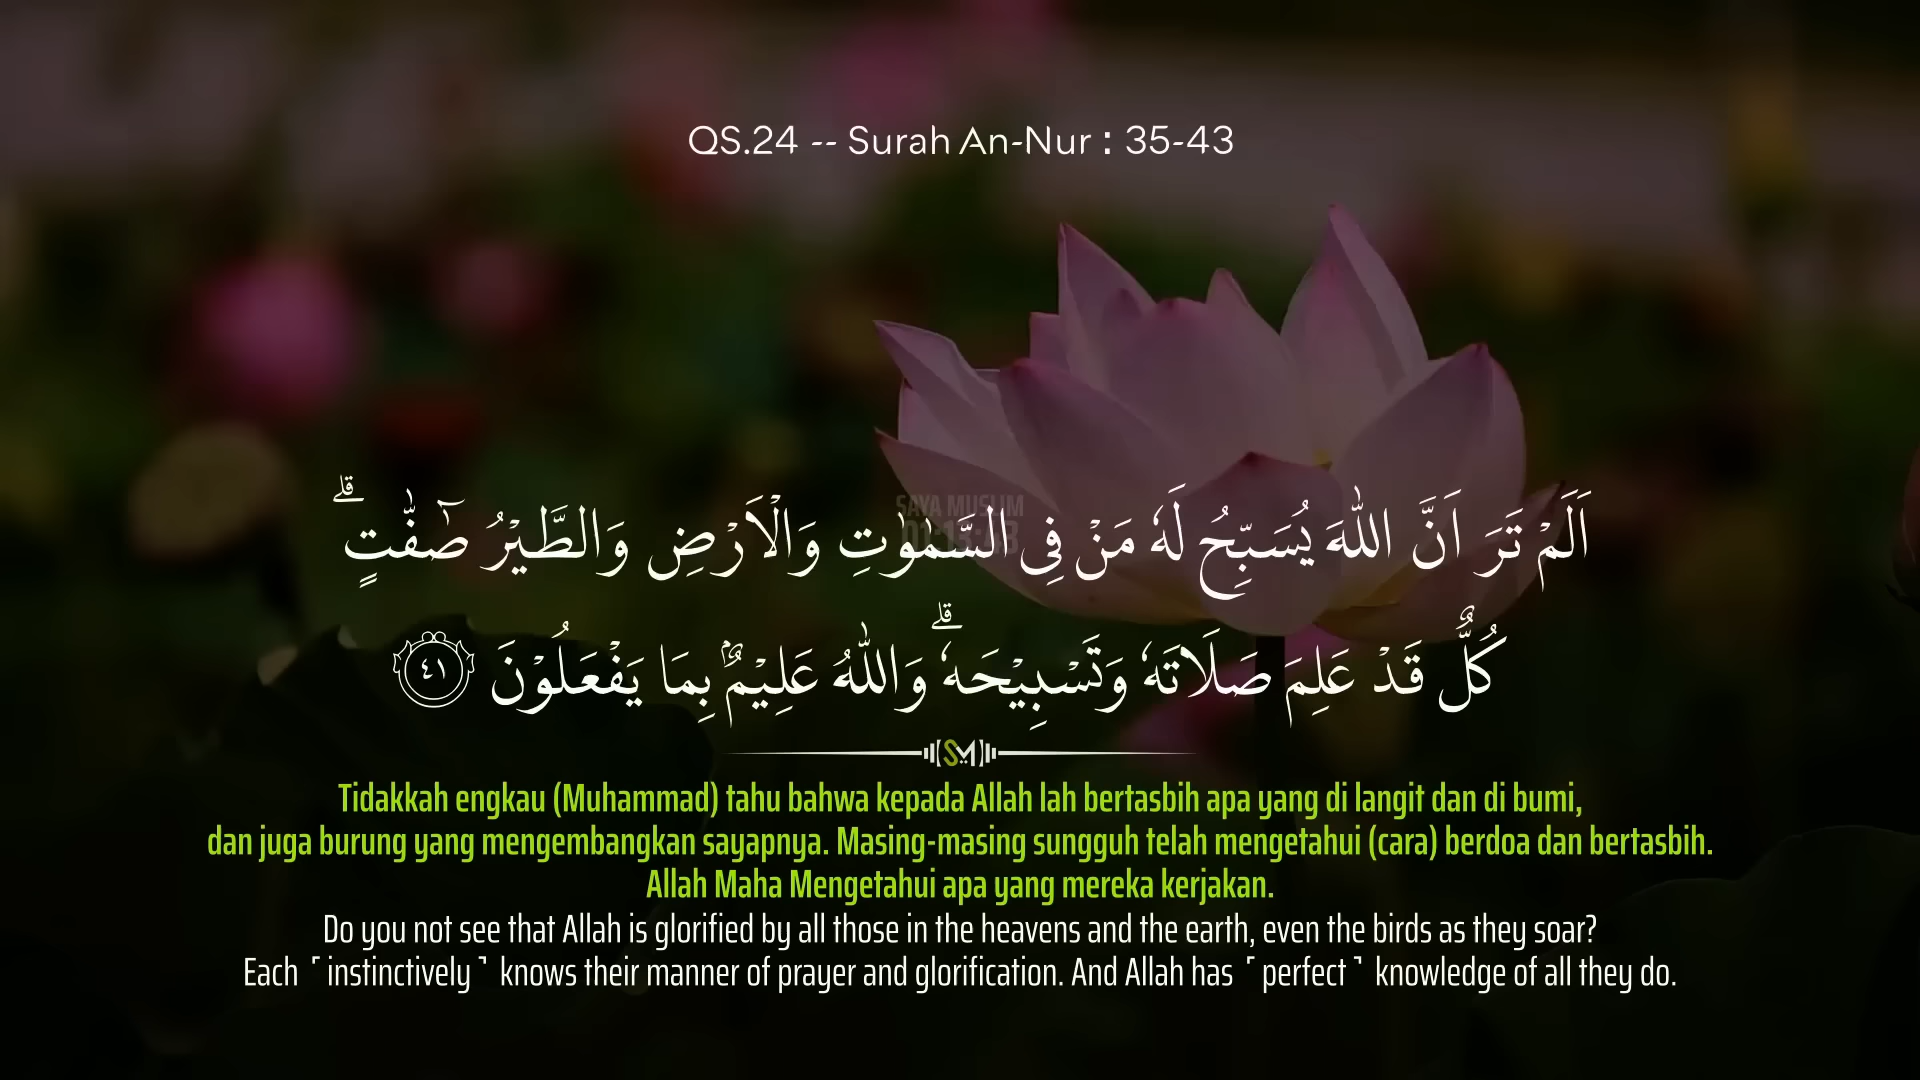 QS.24 -- Surah An-Nur : 35-43
SAYA MUSLIM
اَلَمْ تَرَ اَنَّ اللّٰهَ يُسَبِّحُ لَهٗ مَنْ فِى السَّمٰوٰتِ وَالْاَرْضِ وَالطَّيْرُ صٰۤفّٰتٍۗ
كُلٌّ قَدْ عَلِمَ صَلَاتَهٗ وَتَسْبِيْحَهٗۗ وَاللّٰهُ عَلِيْمٌۢ بِمَا يَفْعَلُوْنَ ٤١
SM
Tidakkah engkau (Muhammad) tahu bahwa kepada Allah lah bertasbih apa yang di langit dan di bumi,
dan juga burung yang mengembangkan sayapnya. Masing-masing sungguh telah mengetahui (cara) berdoa dan bertasbih.
Allah Maha Mengetahui apa yang mereka kerjakan.
Do you not see that Allah is glorified by all those in the heavens and the earth, even the birds as they soar?
Each ˹instinctively˺ knows their manner of prayer and glorification. And Allah has ˹perfect˺ knowledge of all they do.